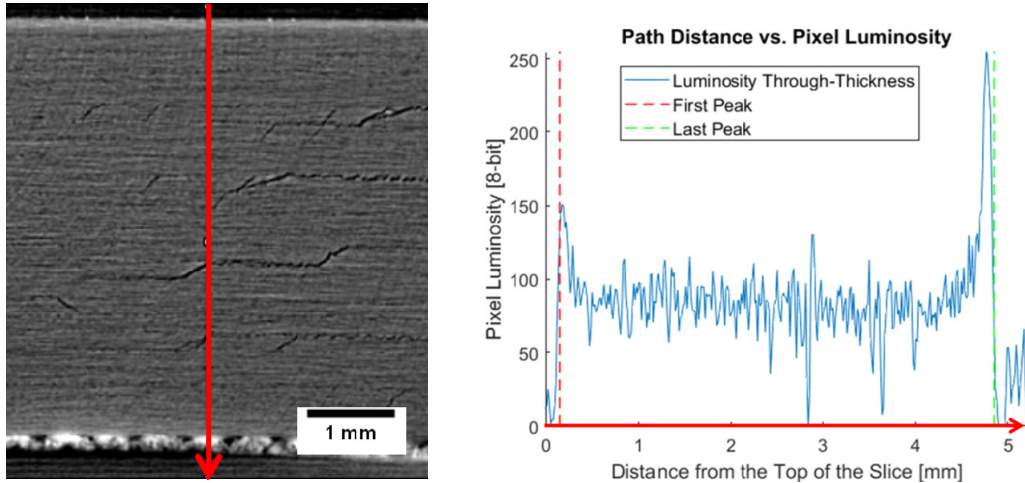 1 mm
Path Distance vs. Pixel Luminosity
Luminosity Through-Thickness
First Peak
Last Peak
Pixel Luminosity [8-bit]
250
200
150
100
50
0
0
1
2
3
4
5
Distance from the Top of the Slice [mm]